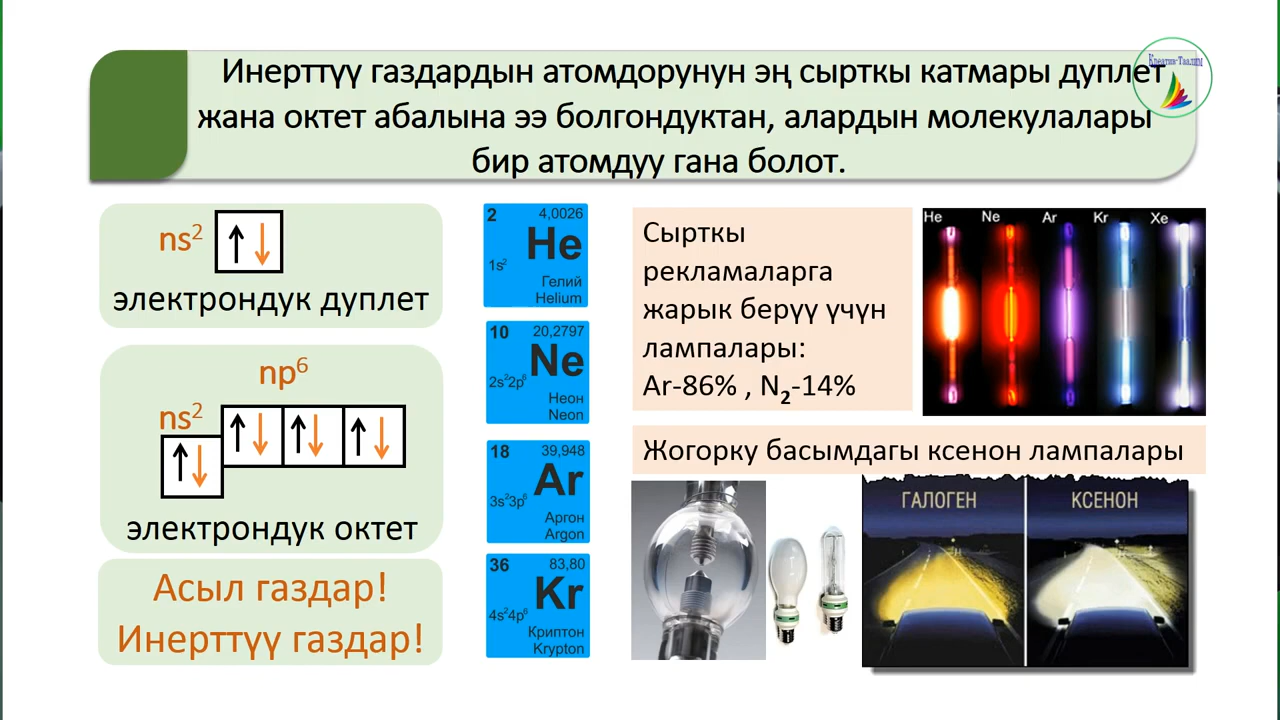 Инерттүү газдардын атомдорунун эң сырткы катмары дуплет
жана октет абалына ээ болгондуктан, алардын молекулалары
бир атомдуу гана болот.
Креатив-Таалим
ns²
электрондук дуплет
np⁶
ns²
электрондук октет
Асыл газдар!
Инерттүү газдар!
2 4,0026
He
1s²
Гелий
Helium
10 20,2797
Ne
2s²2p⁶
Неон
Neon
18 39,948
Ar
3s²3p⁶
Аргон
Argon
36 83,80
Kr
4s²4p⁶
Криптон
Krypton
Сырткы
рекламаларга
жарык берүү үчүн
лампалары:
Ar-86% , N₂-14%
He Ne Ar Kr Xe
Жогорку басымдагы ксенон лампалары
ГАЛОГЕН КСЕНОН